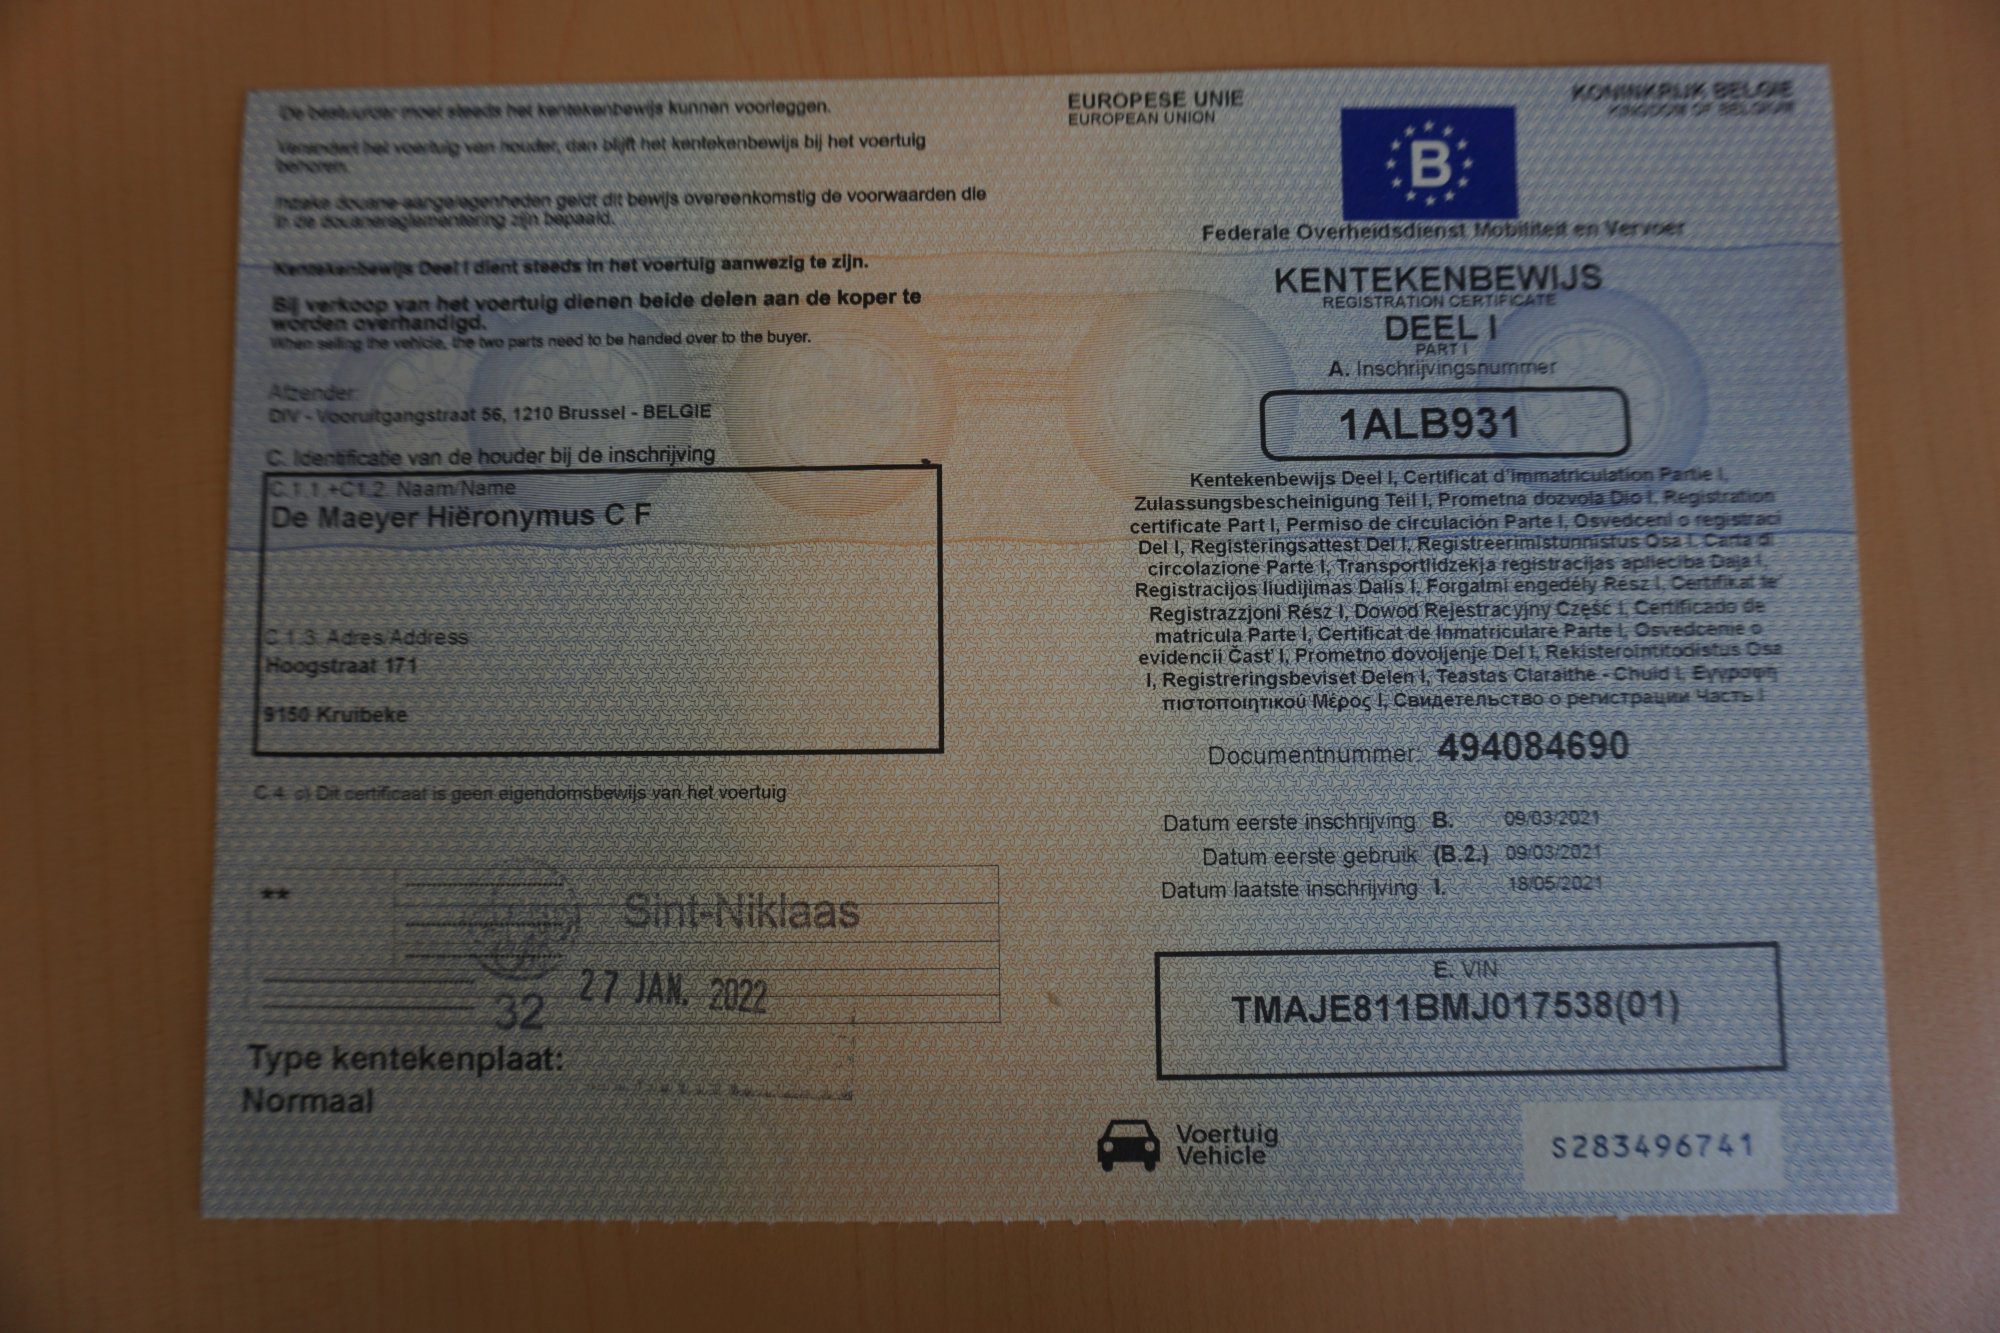 De bestuurder moet steeds het kentekenbewijs kunnen voorleggen.
Verandert het voertuig van houder, dan blijft het kentekenbewijs bij het voertuig
behoren.
Inzake douane-aangelegenheden geldt dit bewijs overeenkomstig de voorwaarden die
in de douanereglementering zijn bepaald.
Kentekenbewijs Deel I dient steeds in het voertuig aanwezig te zijn.
Bij verkoop van het voertuig dienen beide delen aan de koper te
worden overhandigd.
When selling the vehicle, the two parts need to be handed over to the buyer.
Afzender:
DIV - Vooruitgangstraat 56, 1210 Brussel - BELGIE
C. Identificatie van de houder bij de inschrijving
C.1.1.+C1.2. Naam/Name
De Maeyer Hiëronymus C F
C.1.3. Adres/Address
Hoogstraat 171
9150 Kruibeke
C.4. c) Dit certificaat is geen eigendomsbewijs van het voertuig
**
Sint-Niklaas
27 JAN. 2022
32
Type kentekenplaat:
Normaal
EUROPESE UNIE
EUROPEAN UNION
KONINKRIJK BELGIE
KINGDOM OF BELGIUM
B
Federale Overheidsdienst Mobiliteit en Vervoer
KENTEKENBEWIJS
REGISTRATION CERTIFICATE
DEEL I
PART I
A. Inschrijvingsnummer
1ALB931
Kentekenbewijs Deel I, Certificat d'immatriculation Partie I,
Zulassungsbescheinigung Teil I, Prometna dozvola Dio I, Registration
certificate Part I, Permiso de circulación Parte I, Osvedceni o registraci
Del I, Registeringsattest Del I, Registreerimistunnistus Osa I, Carta di
circolazione Parte I, Transportlidzekja registracijas aplieciba Daja I,
Registracijos liudijimas Dalis I, Forgalmi engedély Rész I, Certifikat te'
Registrazzjoni Rész I, Dowod Rejestracyjny Część I, Certificado de
matricula Parte I, Certificat de Inmatriculare Parte I, Osvedcenie o
evidencii Čast' I, Prometno dovoljenje Del I, Rekisterointitodistus Osa
I, Registreringsbeviset Delen I, Teastas Claraithe - Chuid I, Εγγραφη
πιστοποιητικού Μέρος I, Свидетельство о регистрации Часть I
Documentnummer: 494084690
Datum eerste inschrijving B. 09/03/2021
Datum eerste gebruik (B.2.) 09/03/2021
Datum laatste inschrijving I. 18/05/2021
E. VIN
TMAJE811BMJ017538(01)
Voertuig
Vehicle
S283496741